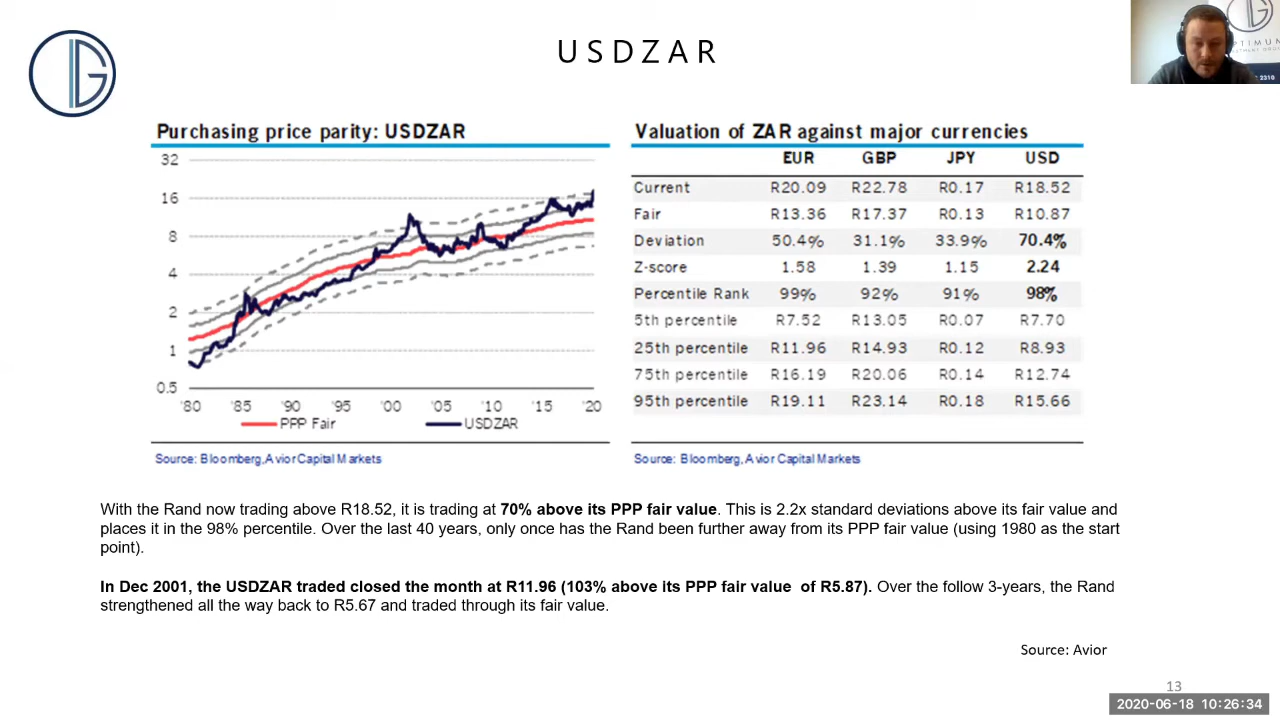 USDZAR
Purchasing price parity: USDZAR
32
16
8
4
2
1
0.5
'80 '85 '90 '95 '00 '05 '10 '15 '20
PPP Fair USDZAR
Source: Bloomberg, Avior Capital Markets
Valuation of ZAR against major currencies
EUR GBP JPY USD
Current R20.09 R22.78 R0.17 R18.52
Fair R13.36 R17.37 R0.13 R10.87
Deviation 50.4% 31.1% 33.9% 70.4%
Z-score 1.58 1.39 1.15 2.24
Percentile Rank 99% 92% 91% 98%
5th percentile R7.52 R13.05 R0.07 R7.70
25th percentile R11.96 R14.93 R0.12 R8.93
75th percentile R16.19 R20.06 R0.14 R12.74
95th percentile R19.11 R23.14 R0.18 R15.66
Source: Bloomberg, Avior Capital Markets
With the Rand now trading above R18.52, it is trading at 70% above its PPP fair value. This is 2.2x standard deviations above its fair value and
places it in the 98% percentile. Over the last 40 years, only once has the Rand been further away from its PPP fair value (using 1980 as the start
point).
In Dec 2001, the USDZAR traded closed the month at R11.96 (103% above its PPP fair value of R5.87). Over the follow 3-years, the Rand
strengthened all the way back to R5.67 and traded through its fair value.
Source: Avior
13
2020-06-18 10:26:34